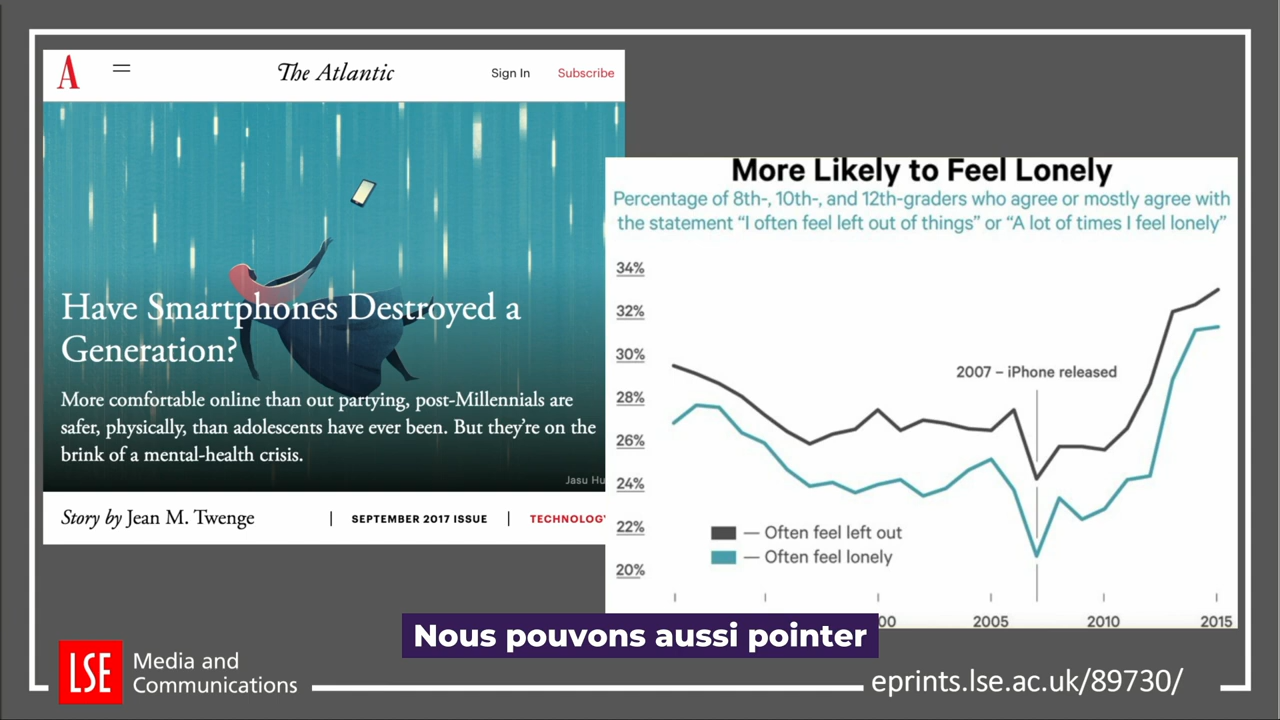 A
The Atlantic
Sign In
Subscribe
Have Smartphones Destroyed a
Generation?
More comfortable online than out partying, post-Millennials are
safer, physically, than adolescents have ever been. But they’re on the
brink of a mental-health crisis.
Jasu Hu
Story by Jean M. Twenge
| SEPTEMBER 2017 ISSUE |
TECHNOLOGY
More Likely to Feel Lonely
Percentage of 8th-, 10th-, and 12th-graders who agree or mostly agree with
the statement “I often feel left out of things” or “A lot of times I feel lonely”
34%
32%
30%
28%
26%
24%
22%
20%
2007 – iPhone released
— Often feel left out
— Often feel lonely
00 2005 2010 2015
Nous pouvons aussi pointer
LSE
Media and
Communications
eprints.lse.ac.uk/89730/